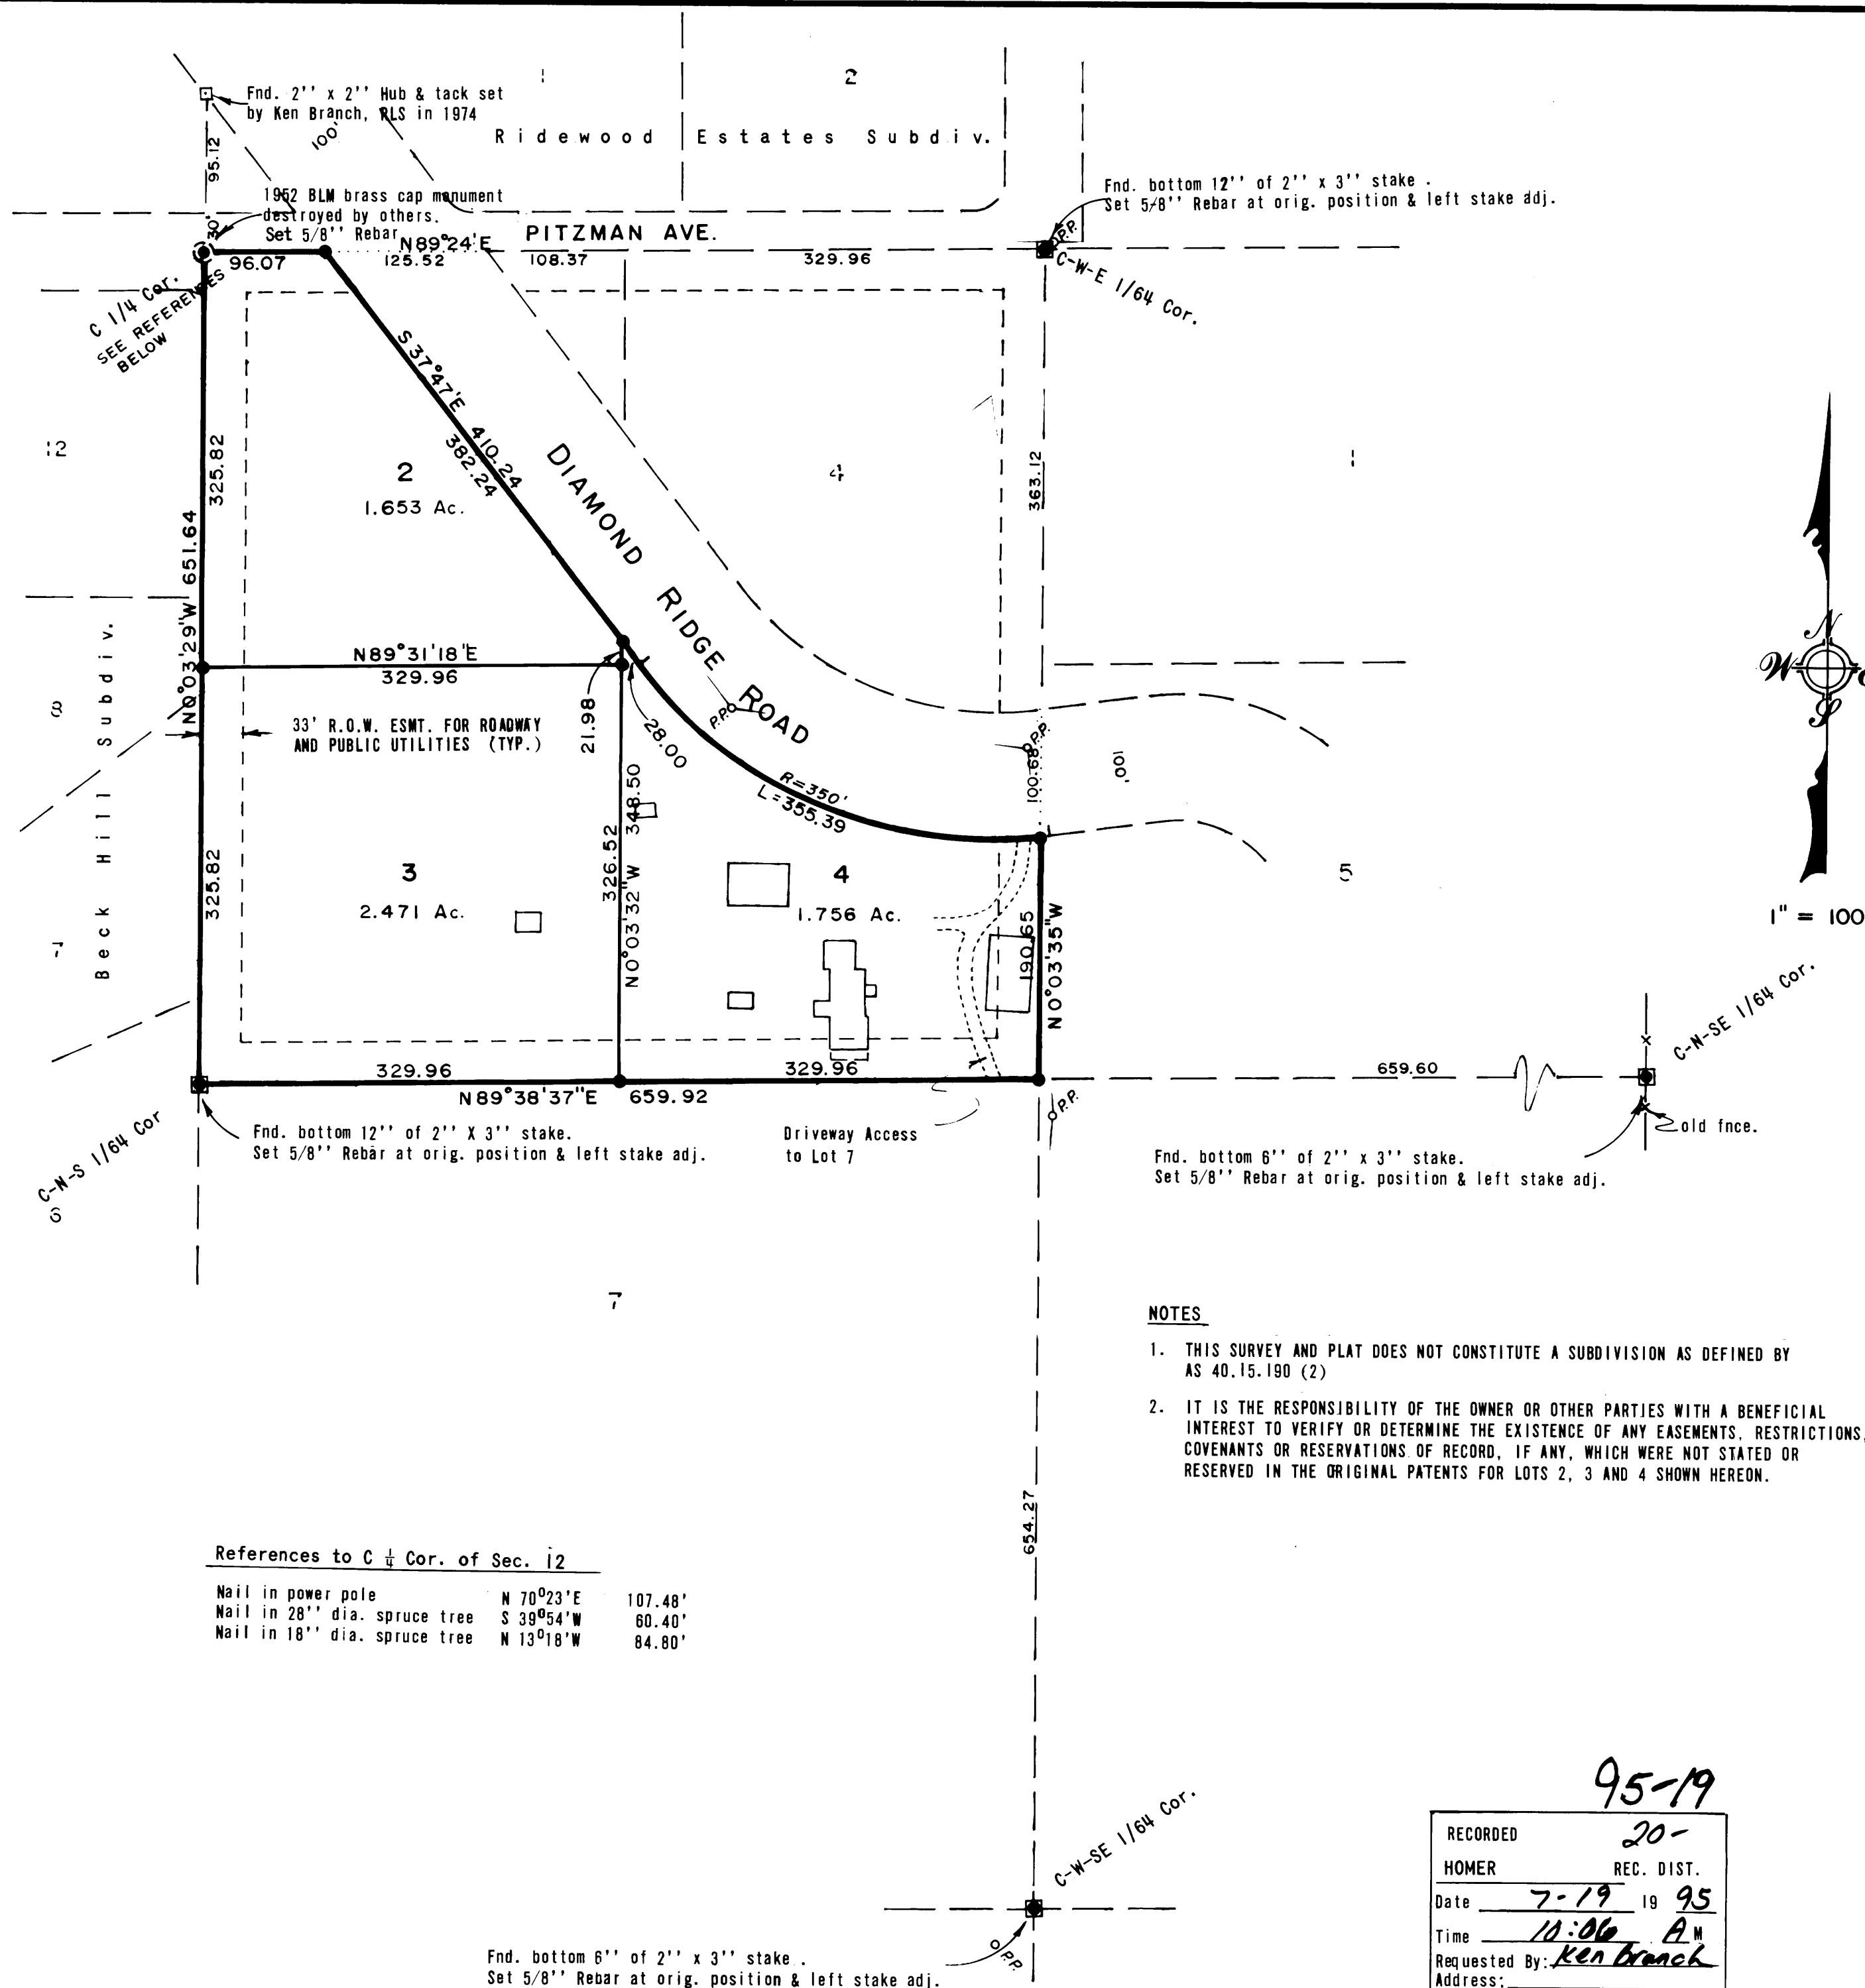 1
2
Fnd. 2'' x 2'' Hub & tack set
by Ken Branch, RLS in 1974
100'
Ridewood Estates Subdiv.
95.12
30'
1952 BLM brass cap monument
destroyed by others.
Set 5/8'' Rebar
Fnd. bottom 12'' of 2'' x 3'' stake .
Set 5/8'' Rebar at orig. position & left stake adj.
N89°24'E
PITZMAN AVE.
96.07
125.52
108.37
329.96
P.P.
C-W-E 1/64 Cor.
C 1/4 Cor.
SEE REFERENCES
BELOW
S 37°47'E
410.24
382.24
DIAMOND RIDGE ROAD
12
325.82
2
1.653 Ac.
4
363.12
1
N0°03'29"W 651.64
N89°31'18'E
329.96
8
33' R.O.W. ESMT. FOR ROADWAY
AND PUBLIC UTILITIES (TYP.)
21.98
28.00
P.P.
P.P.
100.68
100'
R=350'
L=355.39
Beck Hill Subdiv.
7
325.82
3
2.471 Ac.
326.52
N0°03'32"W 348.50
4
1.756 Ac.
190.65
N0°03'35"W
5
N
W
S
1" = 100
329.96
329.96
N89°38'37"E 659.92
659.60
C-N-SE 1/64 Cor.
old fnce.
P.P.
C-N-S 1/64 Cor
6
Fnd. bottom 12'' of 2'' X 3'' stake.
Set 5/8'' Rebar at orig. position & left stake adj.
Driveway Access
to Lot 7
Fnd. bottom 6'' of 2'' x 3'' stake.
Set 5/8'' Rebar at orig. position & left stake adj.
7
NOTES
1. THIS SURVEY AND PLAT DOES NOT CONSTITUTE A SUBDIVISION AS DEFINED BY
AS 40.15.190 (2)
2. IT IS THE RESPONSIBILITY OF THE OWNER OR OTHER PARTIES WITH A BENEFICIAL
INTEREST TO VERIFY OR DETERMINE THE EXISTENCE OF ANY EASEMENTS, RESTRICTIONS,
COVENANTS OR RESERVATIONS OF RECORD, IF ANY, WHICH WERE NOT STATED OR
RESERVED IN THE ORIGINAL PATENTS FOR LOTS 2, 3 AND 4 SHOWN HEREON.
654.27
References to C 1/4 Cor. of Sec. 12
Nail in power pole N 70°23'E 107.48'
Nail in 28'' dia. spruce tree S 39°54'W 60.40'
Nail in 18'' dia. spruce tree N 13°18'W 84.80'
C-W-SE 1/64 Cor.
P.P.
Fnd. bottom 6'' of 2'' x 3'' stake .
Set 5/8'' Rebar at orig. position & left stake adj.
95-19
RECORDED 20-
HOMER REC. DIST.
Date 7-19 19 95
Time 10:06 A M
Requested By: Ken Branch
Address: